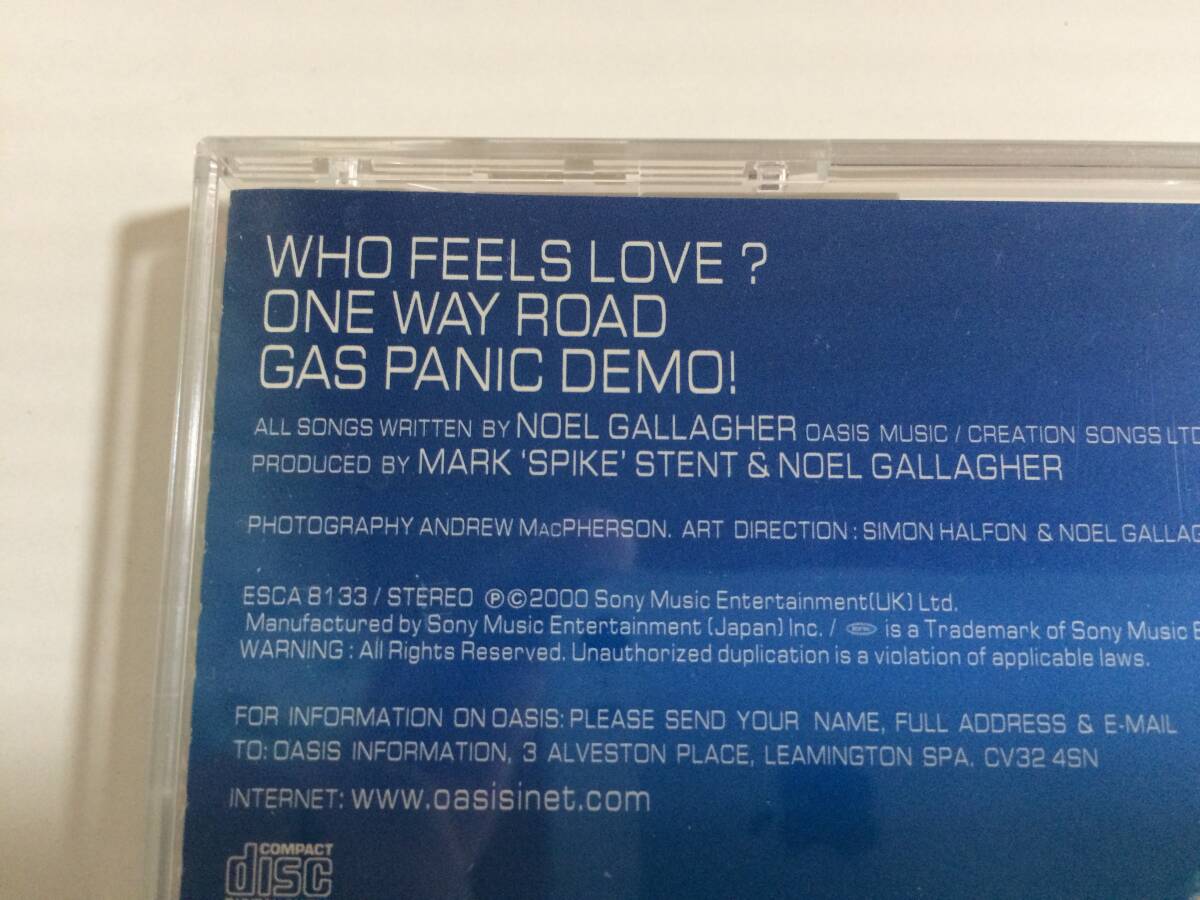 WHO FEELS LOVE ?
ONE WAY ROAD
GAS PANIC DEMO!
ALL SONGS WRITTEN BY NOEL GALLAGHER OASIS MUSIC / CREATION SONGS
PRODUCED BY MARK 'SPIKE' STENT & NOEL GALLAGHER
PHOTOGRAPHY ANDREW MACPHERSON. ART DIRECTION : SIMON HALFON & NOEL
ESCA 8133 / STEREO ℗©2000 Sony Music Entertainment(UK) Ltd.
Manufactured by Sony Music Entertainment (Japan) Inc. / is a Trademark of Sony Music
WARNING : All Rights Reserved. Unauthorized duplication is a violation of applicable laws.
FOR INFORMATION ON OASIS: PLEASE SEND YOUR NAME, FULL ADDRESS & E-MAIL
TO: OASIS INFORMATION, 3 ALVESTON PLACE, LEAMINGTON SPA. CV32 4SN
INTERNET: www.oasisinet.com
COMPACT
disc